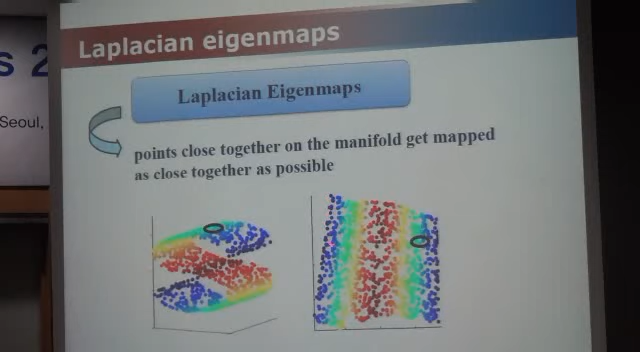 Laplacian eigenmaps
s 2
Seoul,
Laplacian Eigenmaps
points close together on the manifold get mapped
as close together as possible